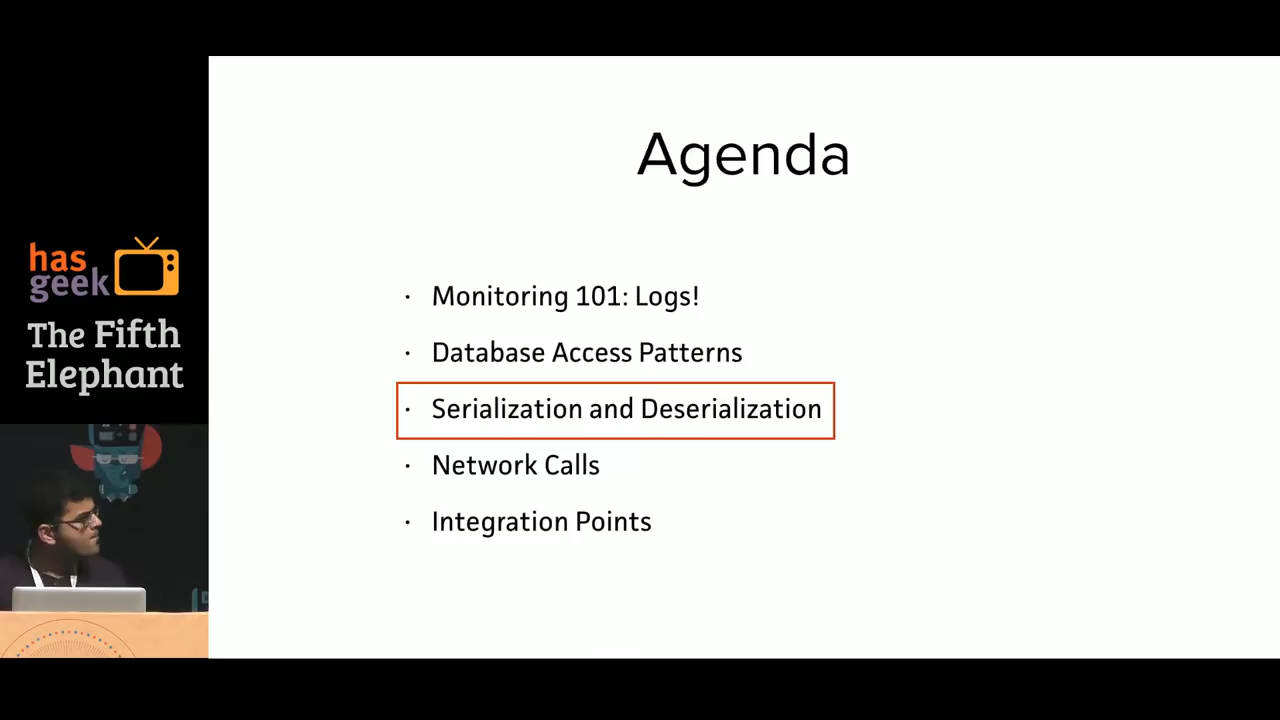 has
geek
The Fifth
Elephant
Agenda
· Monitoring 101: Logs!
· Database Access Patterns
· Serialization and Deserialization
· Network Calls
· Integration Points